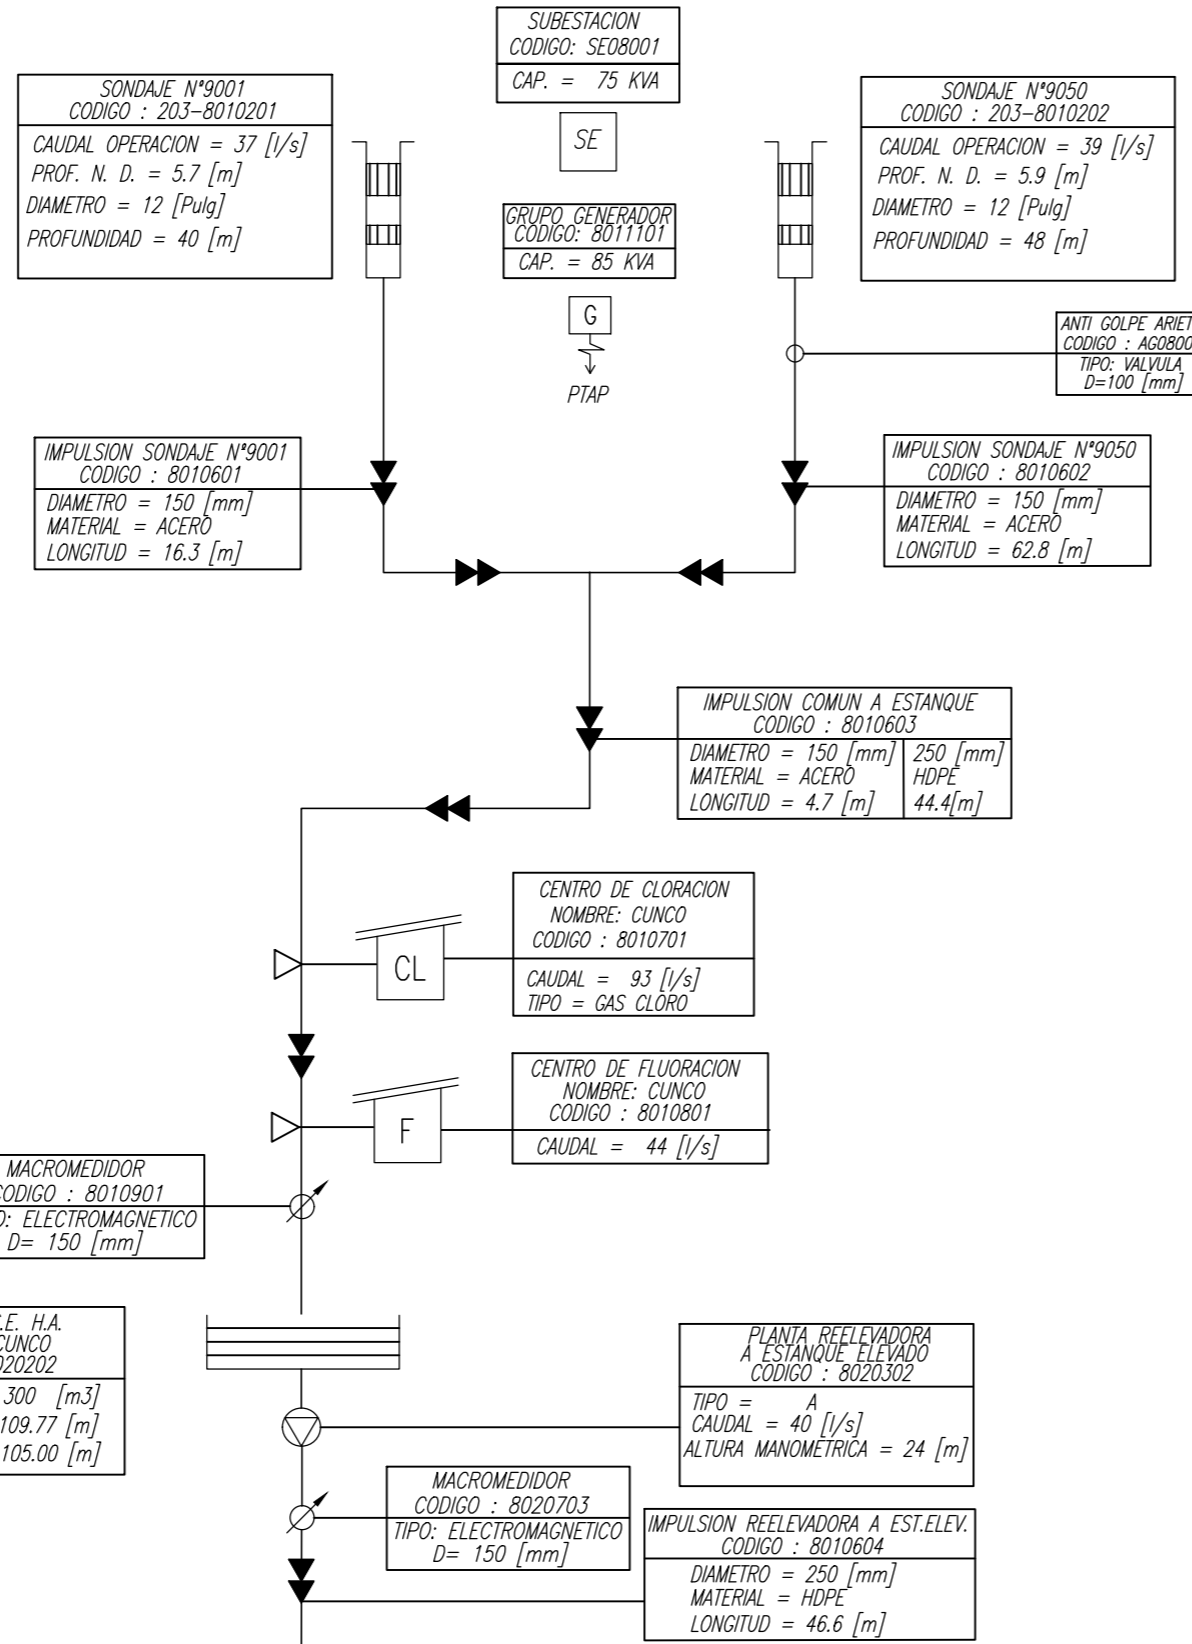 SUBESTACION
CODIGO: SE08001
CAP. = 75 KVA
SE
SONDAJE N°9001
CODIGO : 203-8010201
CAUDAL OPERACION = 37 [l/s]
PROF. N. D. = 5.7 [m]
DIAMETRO = 12 [Pulg]
PROFUNDIDAD = 40 [m]
SONDAJE N°9050
CODIGO : 203-8010202
CAUDAL OPERACION = 39 [l/s]
PROF. N. D. = 5.9 [m]
DIAMETRO = 12 [Pulg]
PROFUNDIDAD = 48 [m]
GRUPO GENERADOR
CODIGO: 8011101
CAP. = 85 KVA
G
PTAP
ANTI GOLPE ARIET
CODIGO : AG0800
TIPO: VALVULA
D=100 [mm]
IMPULSION SONDAJE N°9001
CODIGO : 8010601
DIAMETRO = 150 [mm]
MATERIAL = ACERO
LONGITUD = 16.3 [m]
IMPULSION SONDAJE N°9050
CODIGO : 8010602
DIAMETRO = 150 [mm]
MATERIAL = ACERO
LONGITUD = 62.8 [m]
IMPULSION COMUN A ESTANQUE
CODIGO : 8010603
DIAMETRO = 150 [mm] 250 [mm]
MATERIAL = ACERO HDPE
LONGITUD = 4.7 [m] 44.4[m]
CENTRO DE CLORACION
NOMBRE: CUNCO
CODIGO : 8010701
CAUDAL = 93 [l/s]
TIPO = GAS CLORO
CL
CENTRO DE FLUORACION
NOMBRE: CUNCO
CODIGO : 8010801
CAUDAL = 44 [l/s]
F
MACROMEDIDOR
CODIGO : 8010901
O: ELECTROMAGNETICO
D= 150 [mm]
.E. H.A.
CUNCO
020202
300 [m3]
109.77 [m]
105.00 [m]
PLANTA REELEVADORA
A ESTANQUE ELEVADO
CODIGO : 8020302
TIPO = A
CAUDAL = 40 [l/s]
ALTURA MANOMETRICA = 24 [m]
MACROMEDIDOR
CODIGO : 8020703
TIPO: ELECTROMAGNETICO
D= 150 [mm]
IMPULSION REELEVADORA A EST.ELEV.
CODIGO : 8010604
DIAMETRO = 250 [mm]
MATERIAL = HDPE
LONGITUD = 46.6 [m]